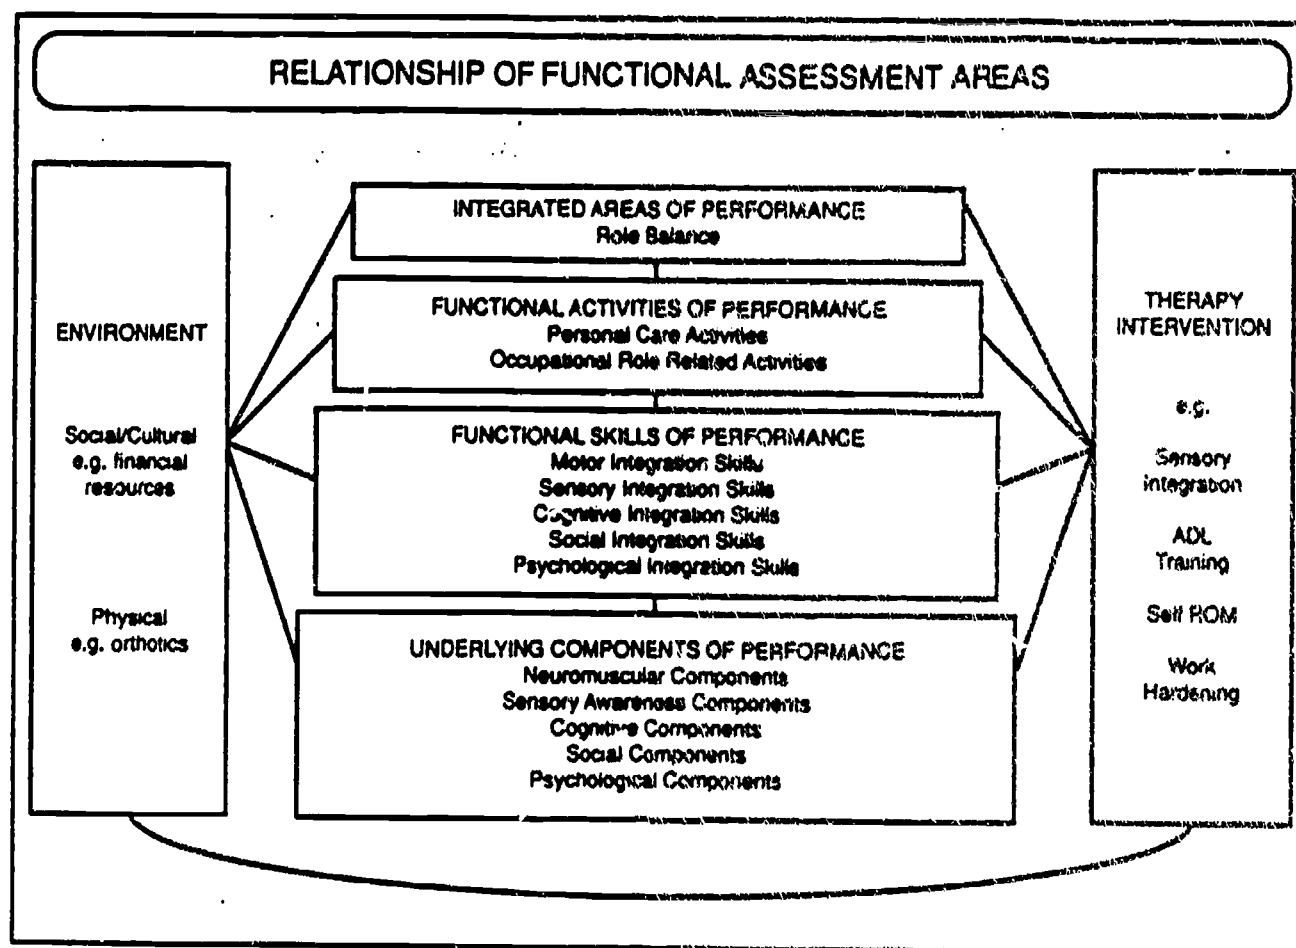 RELATIONSHIP OF FUNCTIONAL ASSESSMENT AREAS
ENVIRONMENT
Social/Cultural
e.g. financial
resources
Physical
e.g. orthotics
INTEGRATED AREAS OF PERFORMANCE
Role Balance
FUNCTIONAL ACTIVITIES OF PERFORMANCE
Personal Care Activities
Occupational Role Related Activities
FUNCTIONAL SKILLS OF PERFORMANCE
Motor Integration Skills
Sensory Integration Skills
Cognitive Integration Skills
Social Integration Skills
Psychological Integration Skills
UNDERLYING COMPONENTS OF PERFORMANCE
Neuromuscular Components
Sensory Awareness Components
Cognitive Components
Social Components
Psychological Components
THERAPY
INTERVENTION
e.g.
Sensory
integration
ADL
Training
Self ROM
Work
Hardening